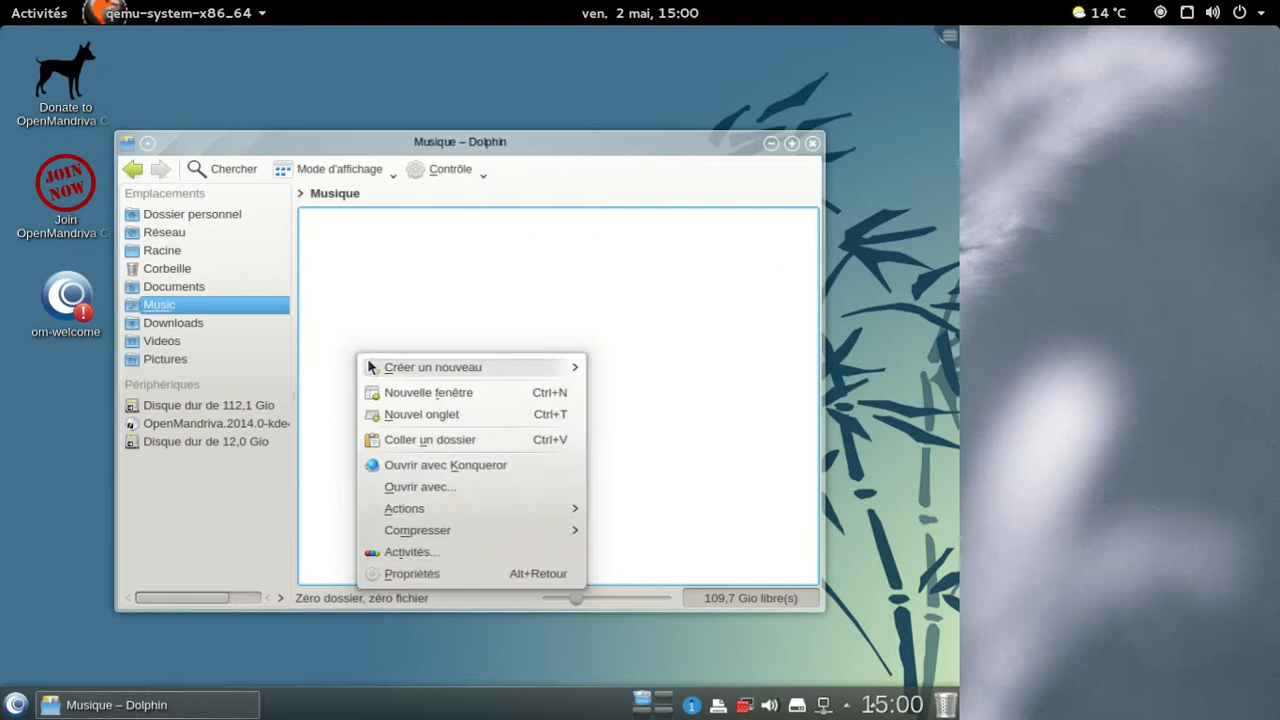 Activités
qemu-system-x86_64
ven. 2 mai, 15:00
14 °C
Donate to
OpenMandriva C
JOIN
NOW
Join
OpenMandriva C
om-welcome
Musique – Dolphin
Chercher
Mode d'affichage
Contrôle
Emplacements
Dossier personnel
Réseau
Racine
Corbeille
Documents
Music
Downloads
Videos
Pictures
Périphériques
Disque dur de 112,1 Gio
OpenMandriva.2014.0-kde
Disque dur de 12,0 Gio
> Musique
Créer un nouveau
Nouvelle fenêtre Ctrl+N
Nouvel onglet Ctrl+T
Coller un dossier Ctrl+V
Ouvrir avec Konqueror
Ouvrir avec...
Actions
Compresser
Activités...
Propriétés Alt+Retour
Zéro dossier, zéro fichier
109,7 Gio libre(s)
Musique – Dolphin
15:00